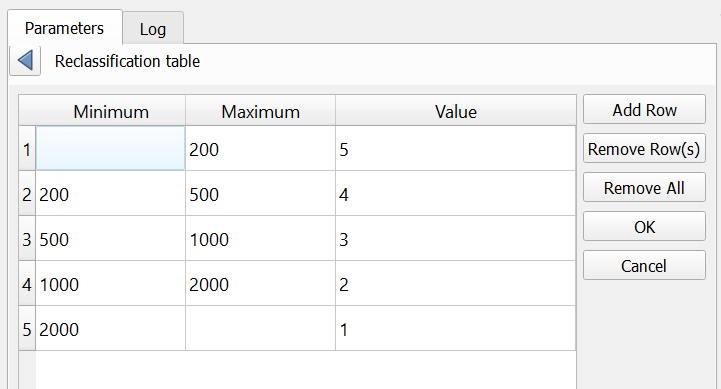 Parameters Log
Reclassification table
Minimum Maximum Value
1 200 5
2 200 500 4
3 500 1000 3
4 1000 2000 2
5 2000 1
Add Row
Remove Row(s)
Remove All
OK
Cancel